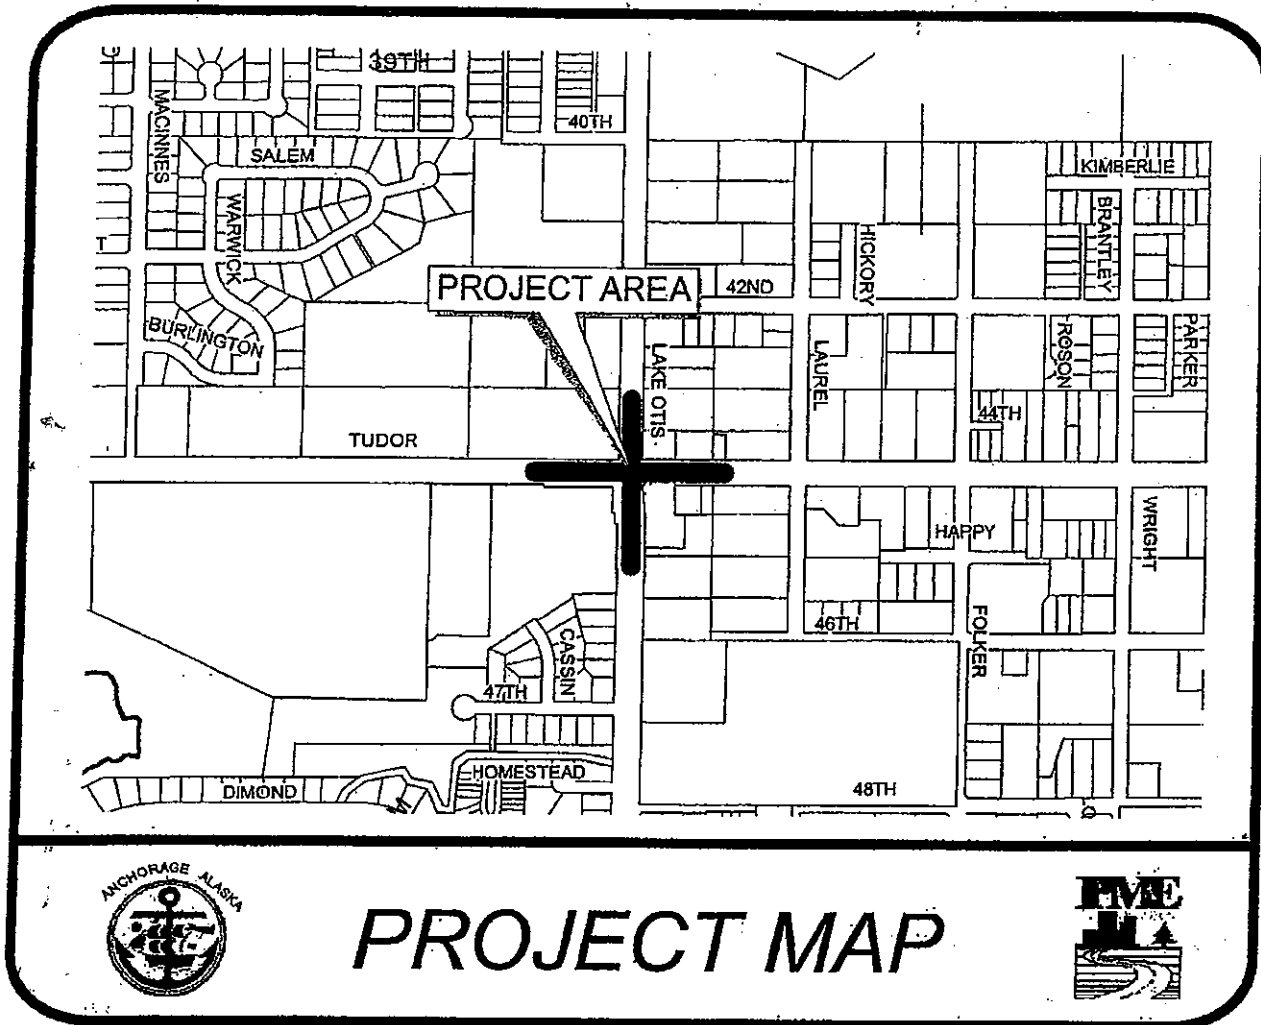 39TH
40TH
MACINNES
SALEM
KIMBERLIE
WARWICK
HICKORY
BRANTLEY
PROJECT AREA
42ND
BURLINGTON
LAKE OTIS
LAUREL
ROSON
PARKER
44TH
TUDOR
HAPPY
WRIGHT
46TH
FOLKER
CASSIN
47TH
HOMESTEAD
DIMOND
48TH
ANCHORAGE ALASKA
PROJECT MAP
PME